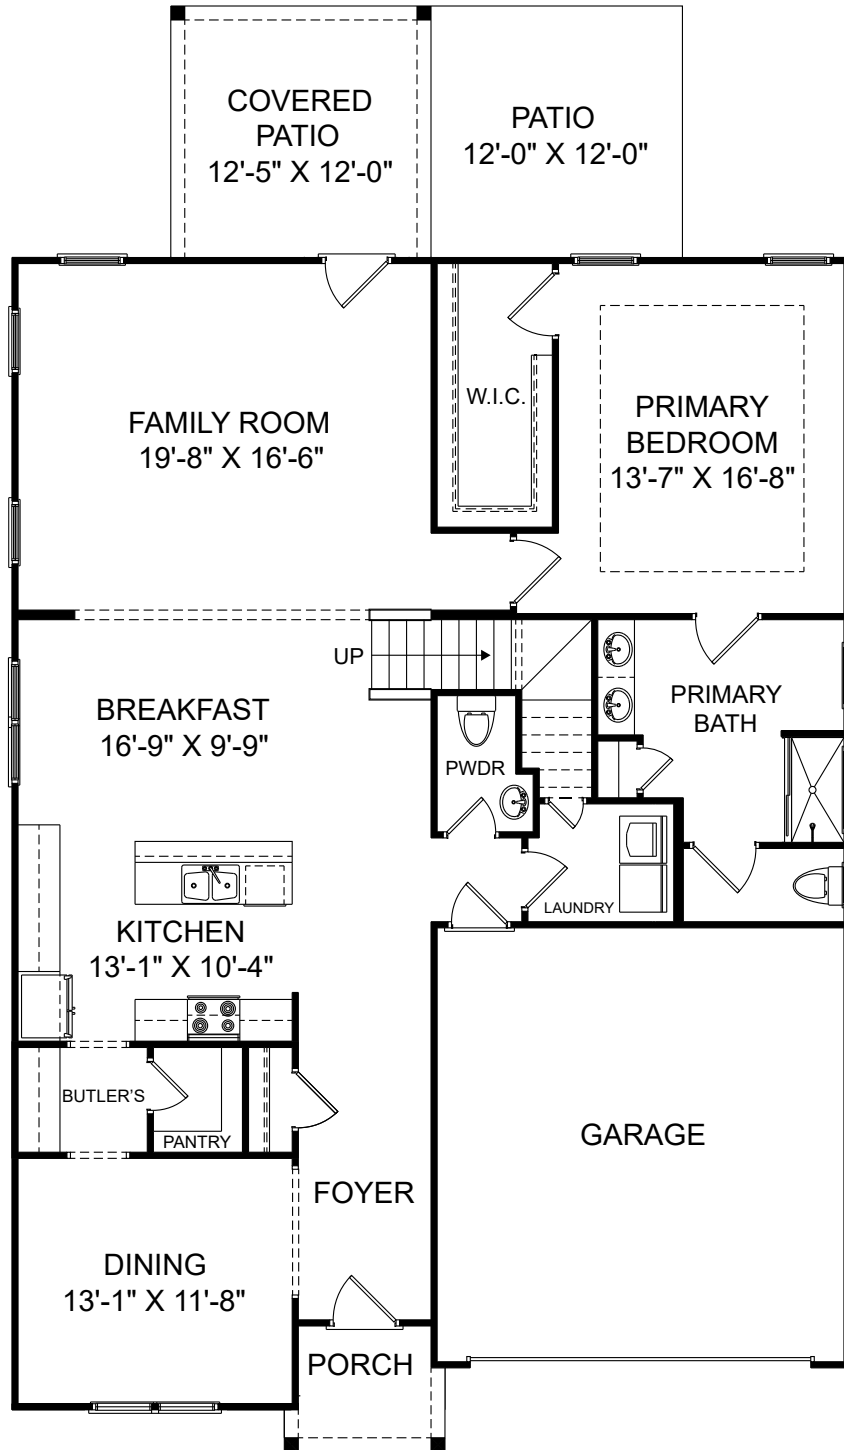 COVERED
PATIO
12'-5" X 12'-0"
PATIO
12'-0" X 12'-0"
FAMILY ROOM
19'-8" X 16'-6"
W.I.C.
PRIMARY
BEDROOM
13'-7" X 16'-8"
UP
BREAKFAST
16'-9" X 9'-9"
PWDR
PRIMARY
BATH
LAUNDRY
KITCHEN
13'-1" X 10'-4"
BUTLER'S
PANTRY
GARAGE
FOYER
DINING
13'-1" X 11'-8"
PORCH